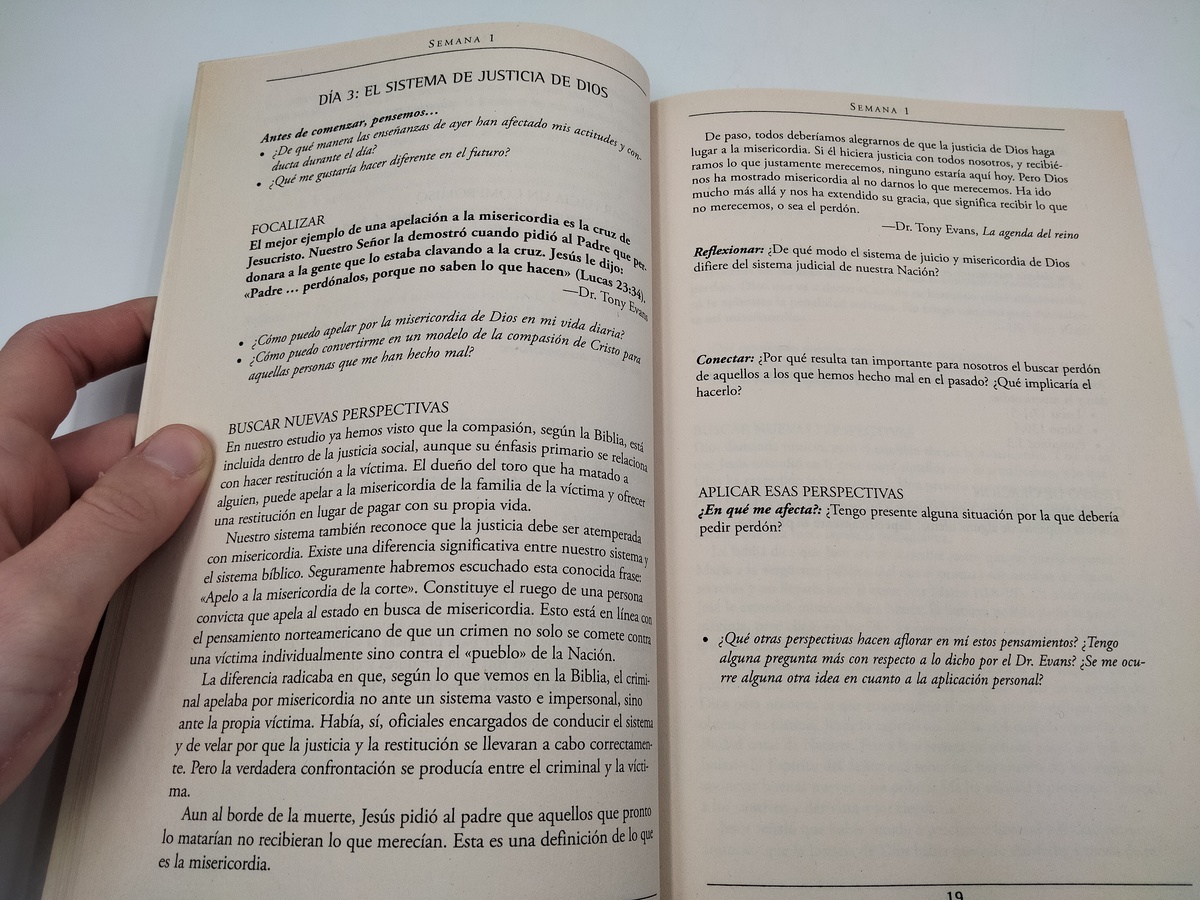 SEMANA 1
DÍA 3: EL SISTEMA DE JUSTICIA DE DIOS
Antes de comenzar, pensemos…
• ¿De qué manera las enseñanzas de ayer han afectado mis actitudes y con-
ducta durante el día?
• ¿Qué me gustaría hacer diferente en el futuro?
FOCALIZAR
El mejor ejemplo de una apelación a la misericordia es la cruz de
Jesucristo. Nuestro Señor la demostró cuando pidió al Padre que per-
donara a la gente que lo estaba clavando a la cruz. Jesús le dijo:
«Padre … perdónalos, porque no saben lo que hacen» (Lucas 23:34).
—Dr. Tony Evans
• ¿Cómo puedo apelar por la misericordia de Dios en mi vida diaria?
• ¿Cómo puedo convertirme en un modelo de la compasión de Cristo para
aquellas personas que me han hecho mal?
BUSCAR NUEVAS PERSPECTIVAS
En nuestro estudio ya hemos visto que la compasión, según la Biblia, está
incluida dentro de la justicia social, aunque su énfasis primario se relaciona
con hacer restitución a la víctima. El dueño del toro que ha matado a
alguien, puede apelar a la misericordia de la familia de la víctima y ofrecer
una restitución en lugar de pagar con su propia vida.
Nuestro sistema también reconoce que la justicia debe ser atemperada
con misericordia. Existe una diferencia significativa entre nuestro sistema y
el sistema bíblico. Seguramente habremos escuchado esta conocida frase:
«Apelo a la misericordia de la corte». Constituye el ruego de una persona
convicta que apela al estado en busca de misericordia. Esto está en línea con
el pensamiento norteamericano de que un crimen no solo se comete contra
una víctima individualmente sino contra el «pueblo» de la Nación.
La diferencia radicaba en que, según lo que vemos en la Biblia, el crimi-
nal apelaba por misericordia no ante un sistema vasto e impersonal, sino
ante la propia víctima. Había, sí, oficiales encargados de conducir el sistema
y de velar por que la justicia y la restitución se llevaran a cabo correctamen-
te. Pero la verdadera confrontación se producía entre el criminal y la vícti-
ma.
Aun al borde de la muerte, Jesús pidió al padre que aquellos que pronto
lo matarían no recibieran lo que merecían. Esta es una definición de lo que
es la misericordia.
SEMANA 1
De paso, todos deberíamos alegrarnos de que la justicia de Dios haga
lugar a la misericordia. Si él hiciera justicia con todos nosotros, y recibié-
ramos lo que justamente merecemos, ninguno estaría aquí hoy. Pero Dios
nos ha mostrado misericordia al no darnos lo que merecemos. Ha ido
mucho más allá y nos ha extendido su gracia, que significa recibir lo que
no merecemos, o sea el perdón.
—Dr. Tony Evans, La agenda del reino
Reflexionar: ¿De qué modo el sistema de juicio y misericordia de Dios
difiere del sistema judicial de nuestra Nación?
Conectar: ¿Por qué resulta tan importante para nosotros el buscar perdón
de aquellos a los que hemos hecho mal en el pasado? ¿Qué implicaría el
hacerlo?
APLICAR ESAS PERSPECTIVAS
¿En qué me afecta?: ¿Tengo presente alguna situación por la que debería
pedir perdón?
• ¿Qué otras perspectivas hacen aflorar en mí estos pensamientos? ¿Tengo
alguna pregunta más con respecto a lo dicho por el Dr. Evans? ¿Se me ocu-
rre alguna otra idea en cuanto a la aplicación personal?
19